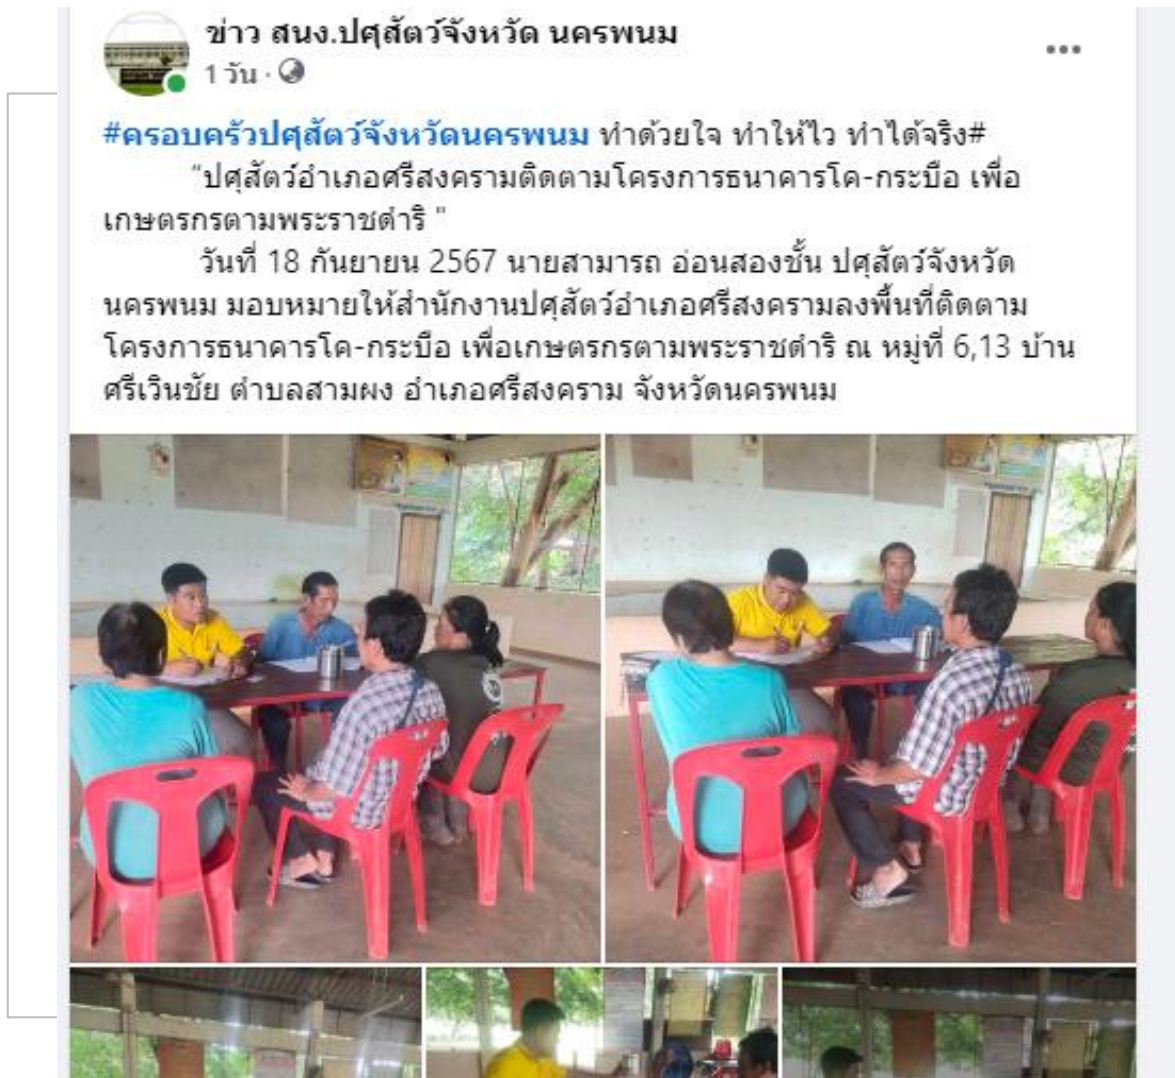 ข่าว สนง.ปศุสัตว์จังหวัด นครพนม
1 วัน ·
#ครอบครัวปศุสัตว์จังหวัดนครพนม ทำด้วยใจ ทำให้ไว ทำได้จริง#
“ปศุสัตว์อำเภอศรีสงครามติดตามโครงการธนาคารโค-กระบือ เพื่อ
เกษตรกรตามพระราชดำริ "
วันที่ 18 กันยายน 2567 นายสามารถ อ่อนสองชั้น ปศุสัตว์จังหวัด
นครพนม มอบหมายให้สำนักงานปศุสัตว์อำเภอศรีสงครามลงพื้นที่ติดตาม
โครงการธนาคารโค-กระบือ เพื่อเกษตรกรตามพระราชดำริ ณ หมู่ที่ 6,13 บ้าน
ศรีเวินชัย ตำบลสามผง อำเภอศรีสงคราม จังหวัดนครพนม